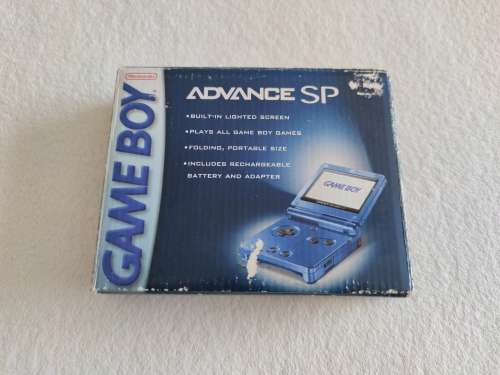 Nintendo
GAME BOY
ADVANCE SP
•BUILT-IN LIGHTED SCREEN
•PLAYS ALL GAME BOY GAMES
•FOLDING, PORTABLE SIZE
•INCLUDES RECHARGEABLE
BATTERY AND ADAPTER
GAME BOY